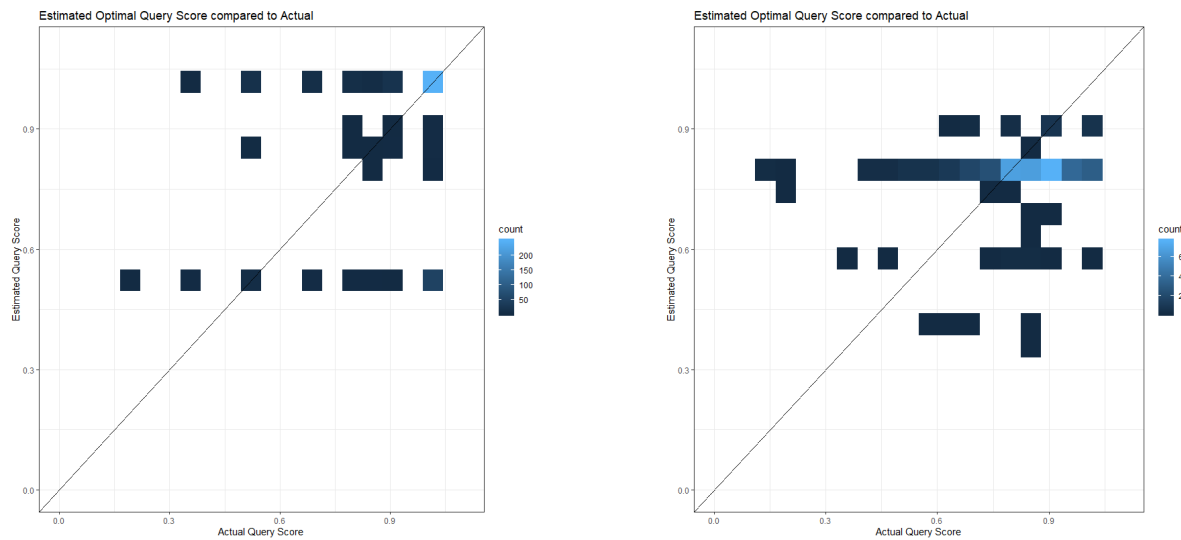 Estimated Optimal Query Score compared to Actual
Estimated Query Score
0.9
0.6
0.3
0.0
0.0 0.3 0.6 0.9
Actual Query Score
count
200
100
50
Estimated Optimal Query Score compared to Actual
Estimated Query Score
0.9
0.6
0.3
0.0
0.0 0.3 0.6 0.9
Actual Query Score
count